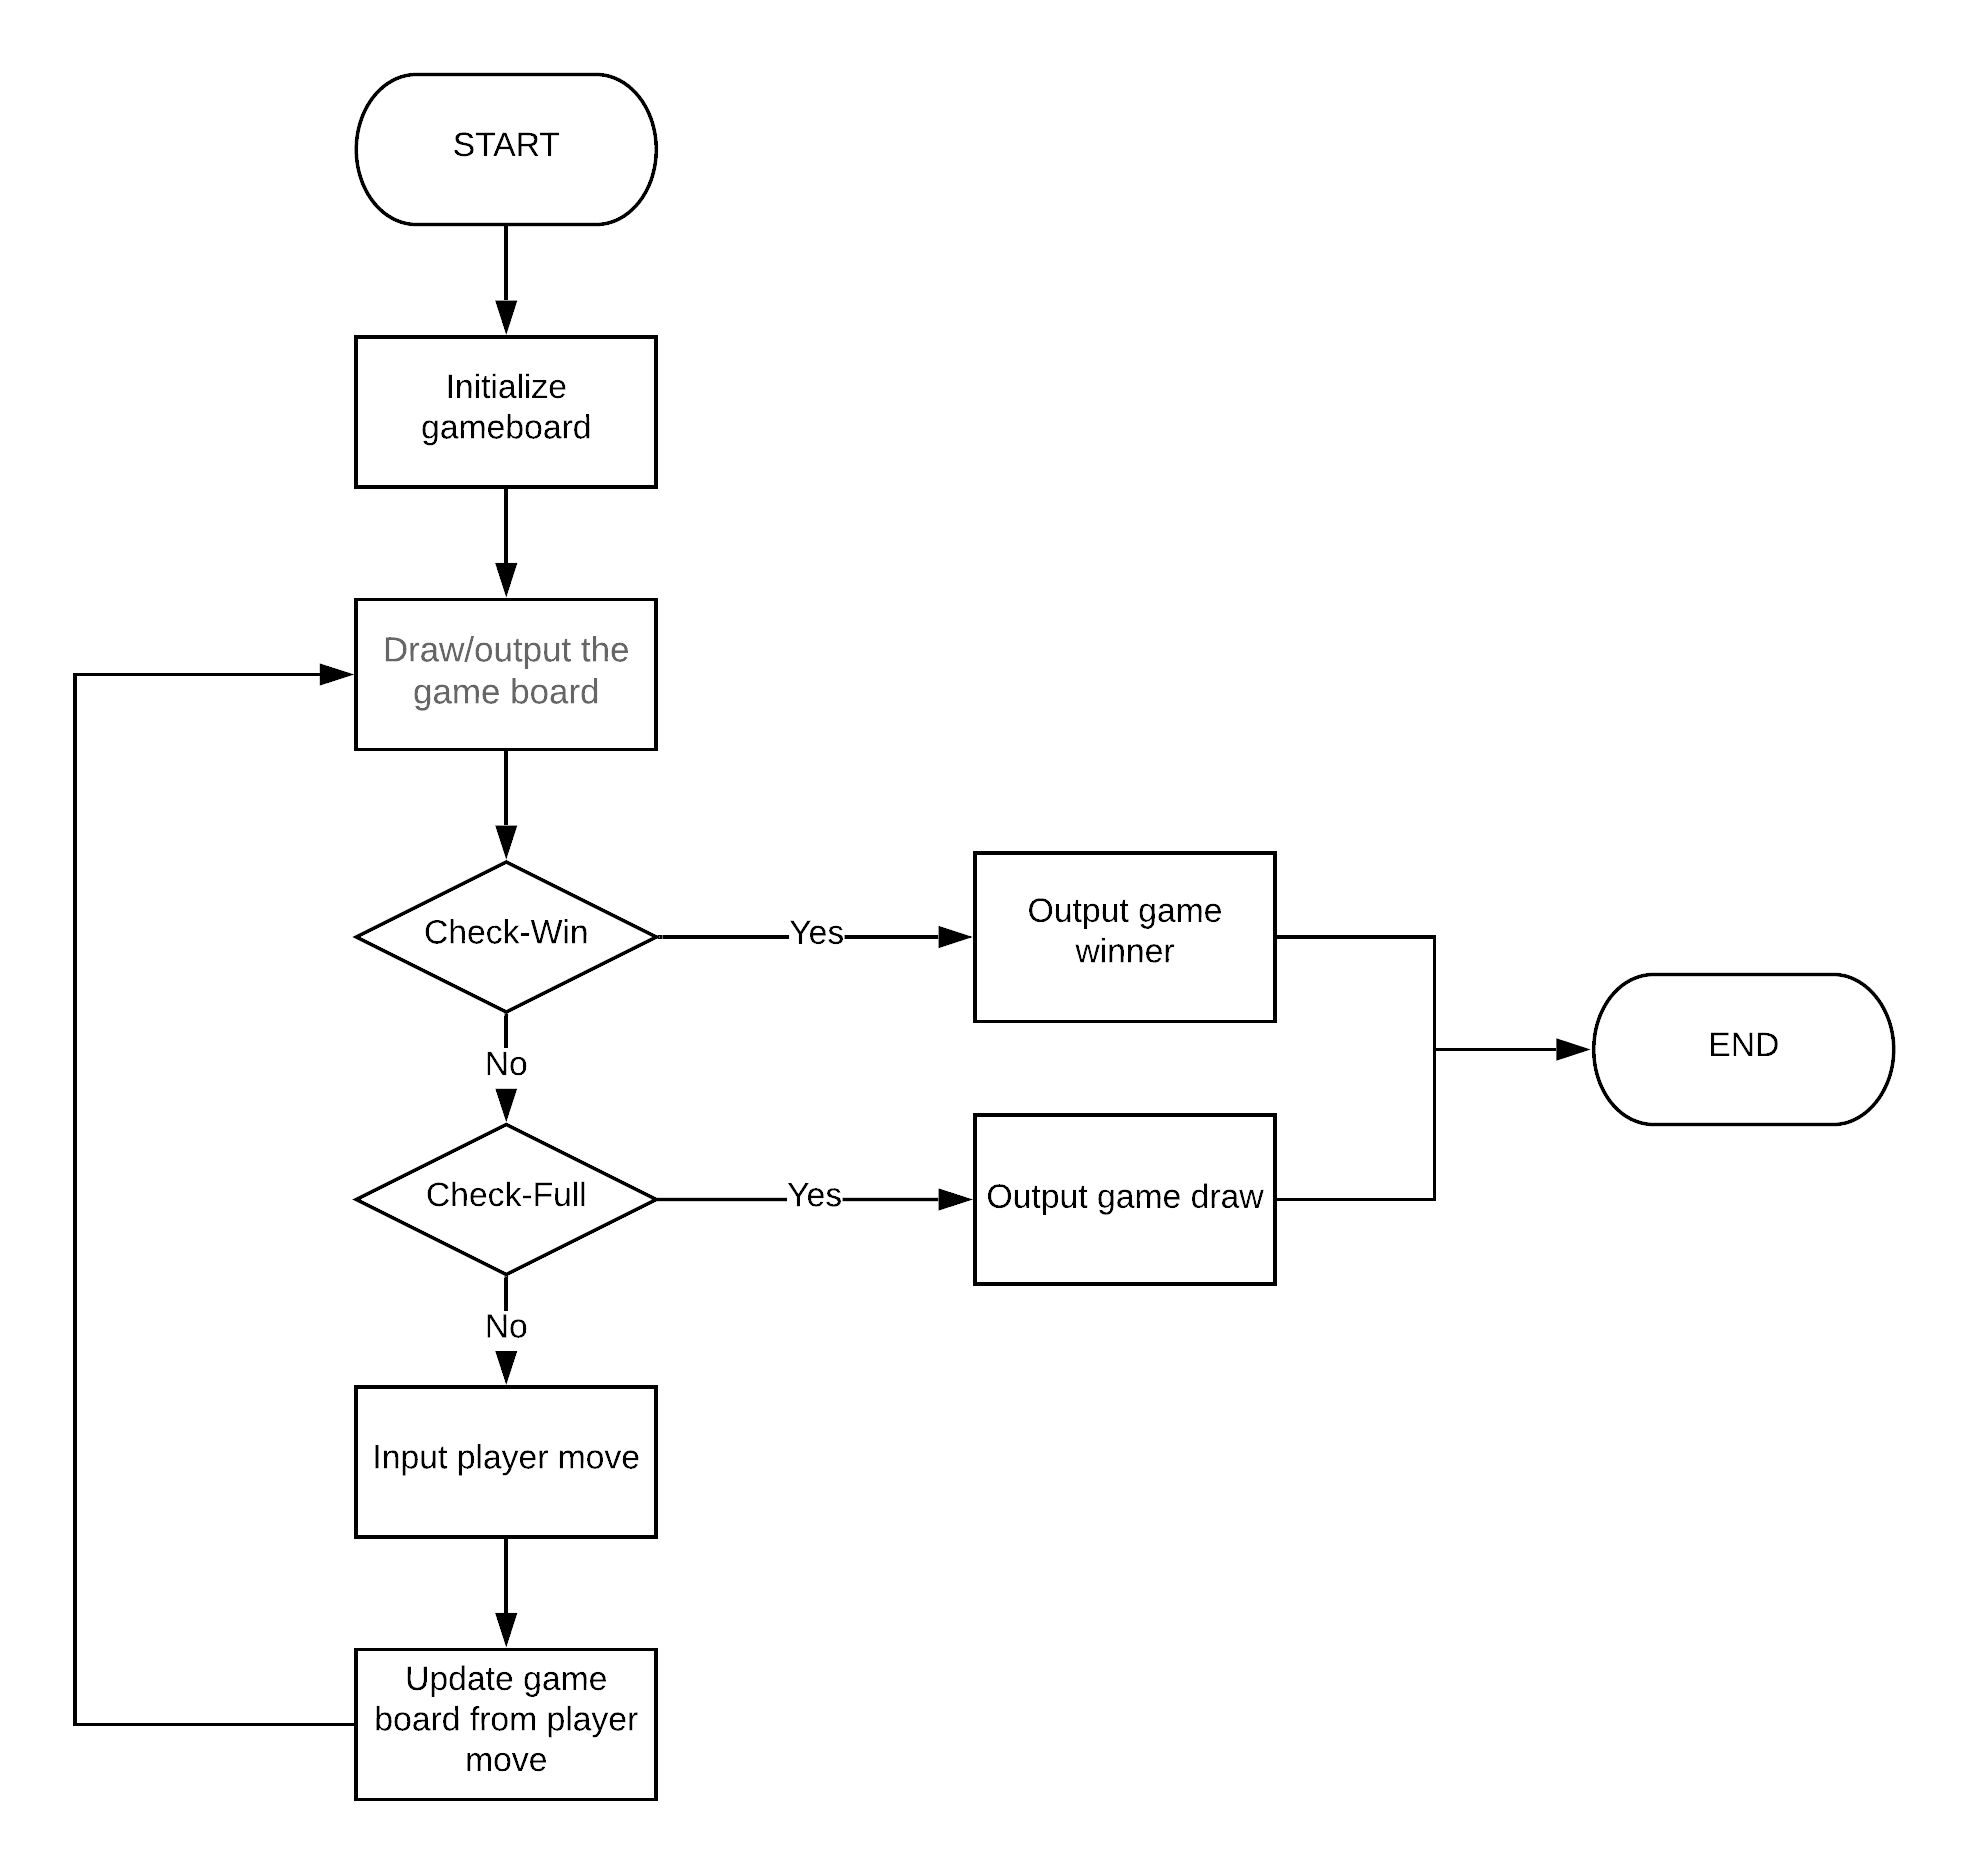 START
Initialize
gameboard
Draw/output the
game board
Check-Win
Yes
Output game
winner
No
Check-Full
Yes
Output game draw
END
No
Input player move
Update game
board from player
move